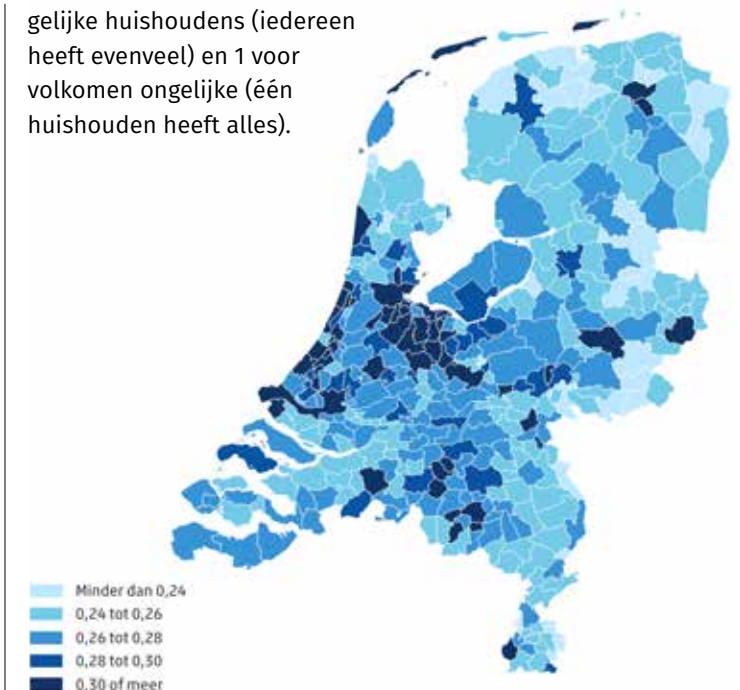 gelijke huishoudens (iedereen
heeft evenveel) en 1 voor
volkomen ongelijke (één
huishouden heeft alles).
Minder dan 0,24
0,24 tot 0,26
0,26 tot 0,28
0,28 tot 0,30
0,30 of meer